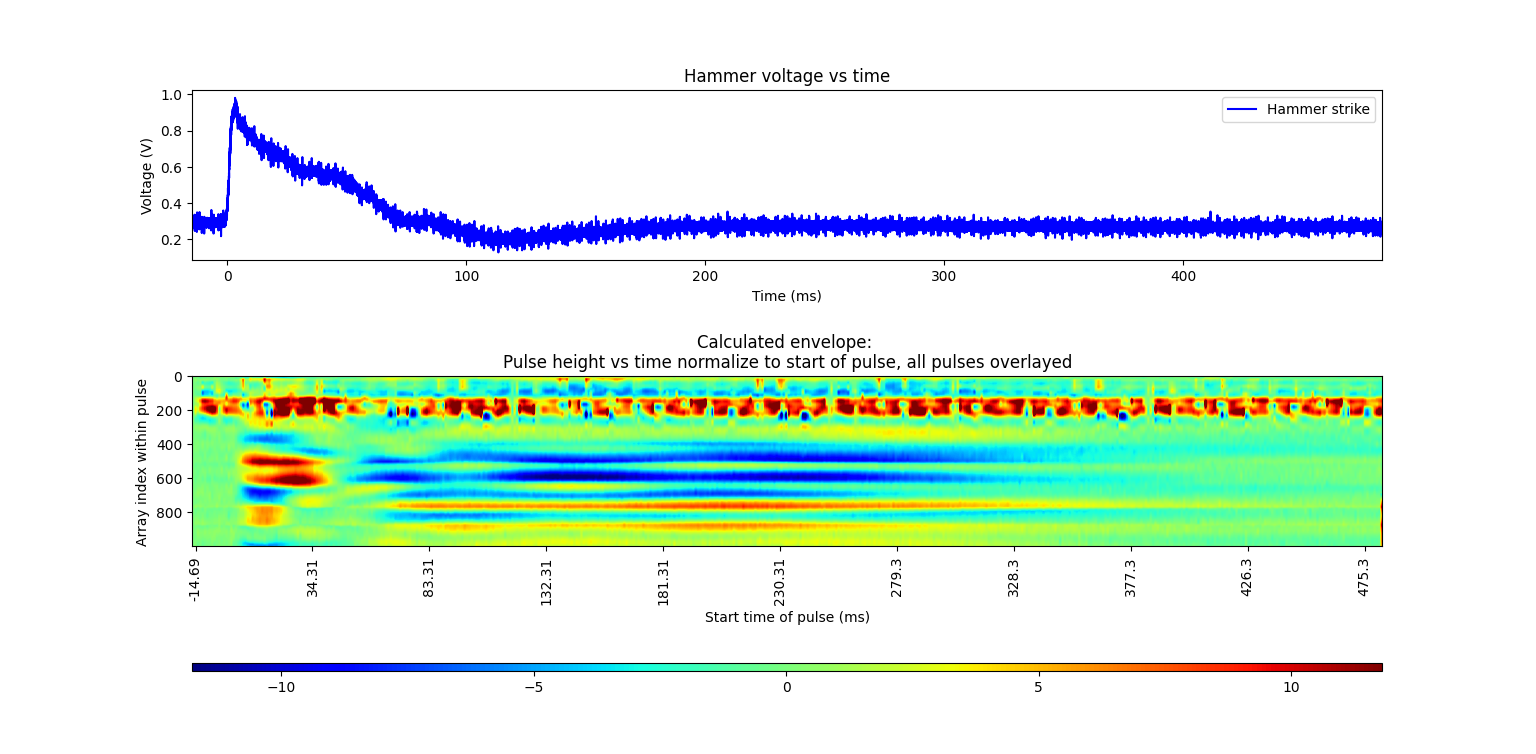 Hammer voltage vs time
Hammer strike
Voltage (V)
1.0
0.8
0.6
0.4
0.2
0 100 200 300 400
Time (ms)
Calculated envelope:
Pulse height vs time normalize to start of pulse, all pulses overlayed
Array index within pulse
0
200
400
600
800
-14.69 34.31 83.31 132.31 181.31 230.31 279.3 328.3 377.3 426.3 475.3
Start time of pulse (ms)
−10 −5 0 5 10